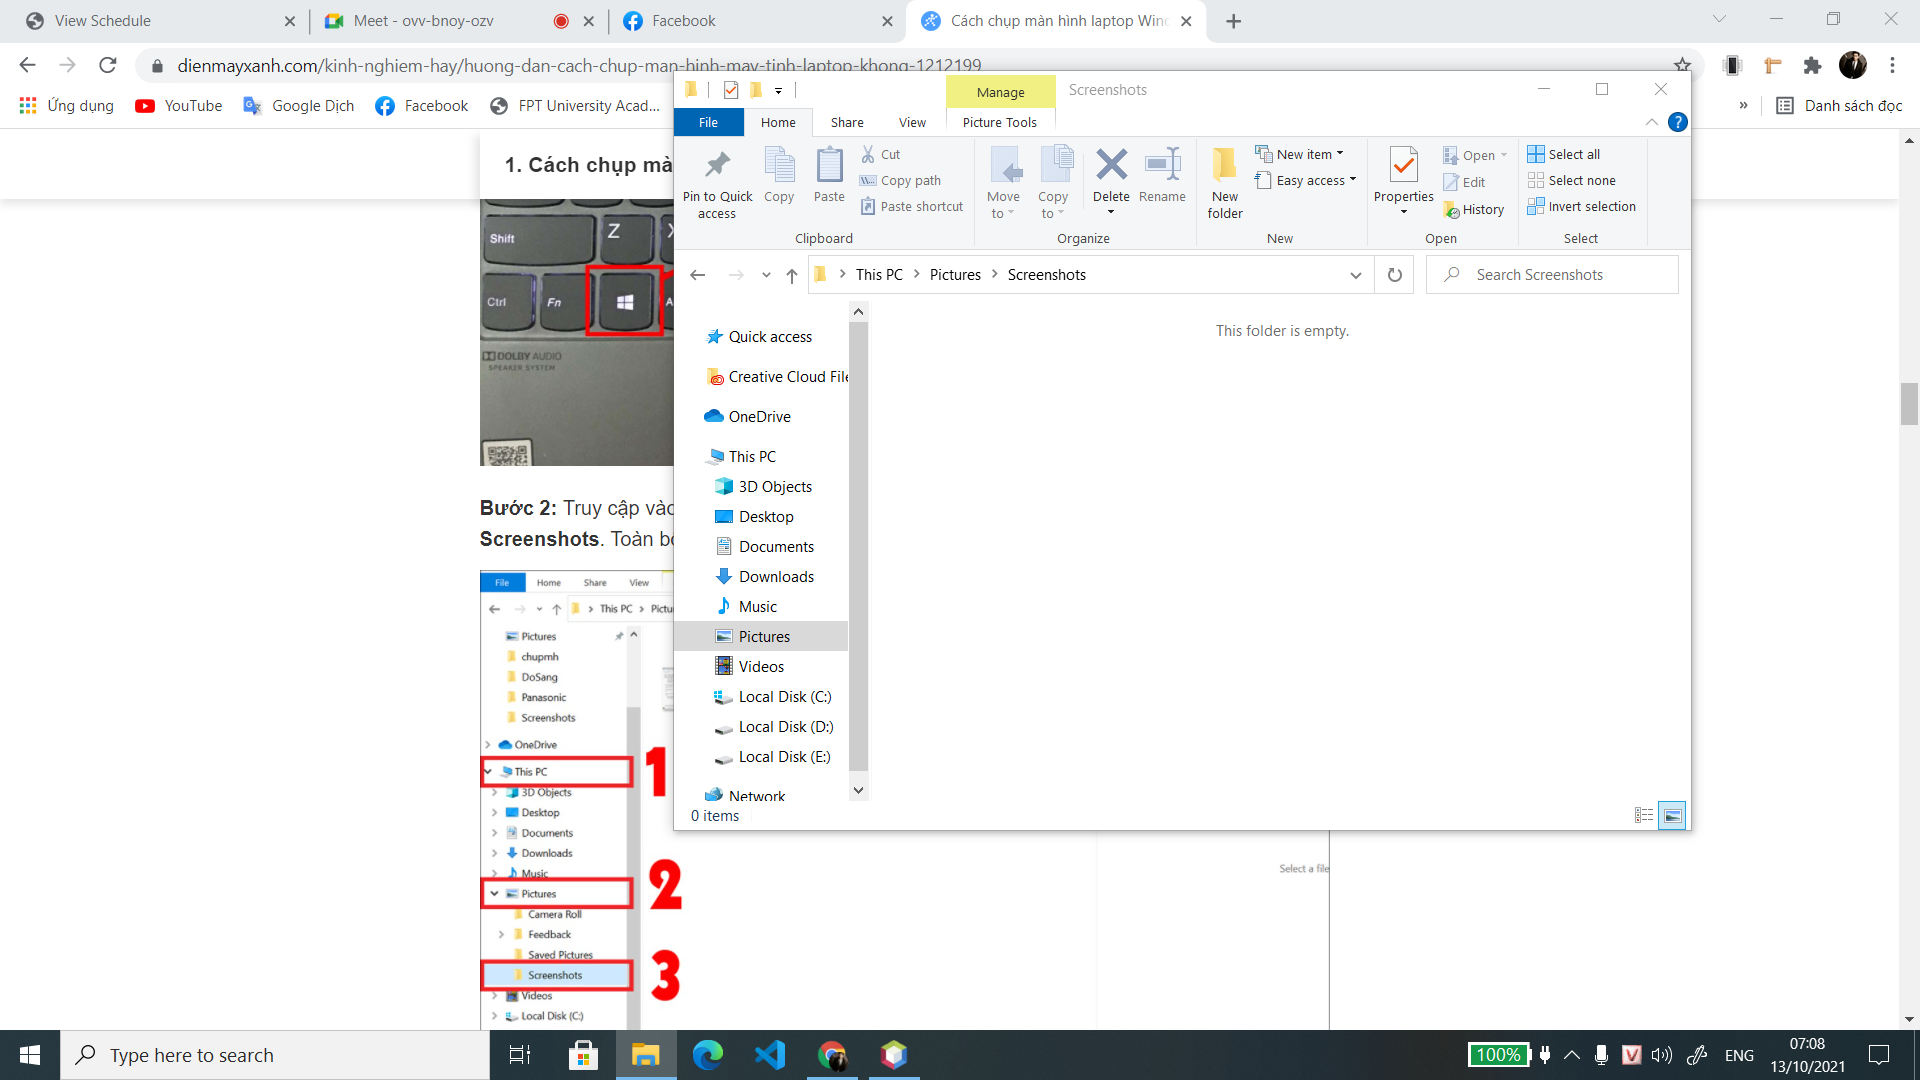 View Schedule
Meet - ovv-bnoy-ozv
Facebook
Cách chụp màn hình laptop Wind
dienmayxanh.com/kinh-nghiem-hay/huong-dan-cach-chup-man-hinh-may-tinh-laptop-khong-1212199
Ứng dụng
YouTube
Google Dịch
Facebook
FPT University Acad...
»
Danh sách đọc
Manage
Screenshots
File
Home
Share
View
Picture Tools
Pin to Quick access
Copy
Paste
Cut
Copy path
Paste shortcut
Clipboard
Move to
Copy to
Delete
Rename
Organize
New folder
New item
Easy access
New
Properties
Open
Edit
History
Open
Select all
Select none
Invert selection
Select
This PC
Pictures
Screenshots
Search Screenshots
Quick access
Creative Cloud File
OneDrive
This PC
3D Objects
Desktop
Documents
Downloads
Music
Pictures
Videos
Local Disk (C:)
Local Disk (D:)
Local Disk (E:)
Network
This folder is empty.
0 items
1. Cách chụp mà
Shift
Z
X
Ctrl
Fn
A
DOLBY AUDIO
SPEAKER SYSTEM
Bước 2: Truy cập vào
Screenshots. Toàn bộ
File
Home
Share
View
This PC
Pictu
Pictures
chupmh
DoSang
Panasonic
Screenshots
OneDrive
This PC
1
3D Objects
Desktop
Documents
Downloads
Music
Pictures
2
Camera Roll
Feedback
Saved Pictures
Screenshots
3
Videos
Local Disk (C:)
Select a file
Type here to search
100%
V
ENG
07:08
13/10/2021